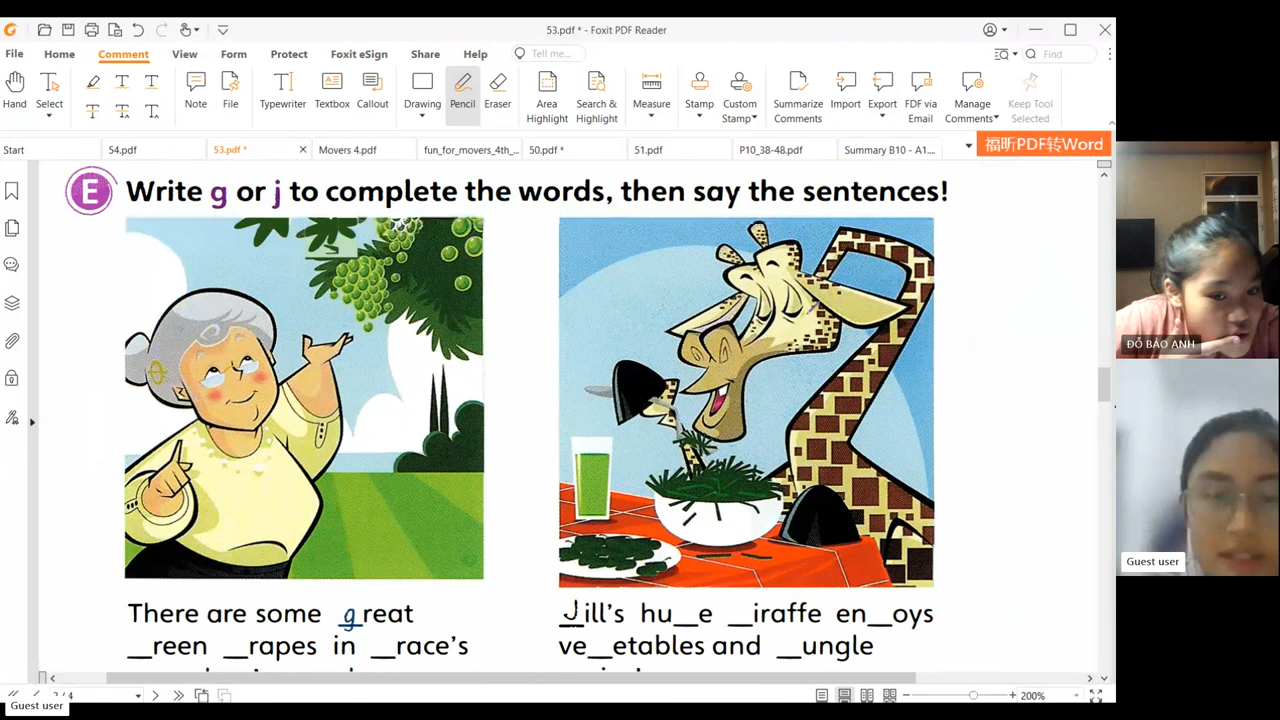 53.pdf * - Foxit PDF Reader
File Home Comment View Form Protect Foxit eSign Share Help Tell me... Find
Hand Select Note File Typewriter Textbox Callout Drawing Pencil Eraser Area Highlight Search & Highlight Measure Stamp Custom Stamp Summarize Comments Import Export FDF via Email Manage Comments Keep Tool Selected
Start 54.pdf 53.pdf * Movers 4.pdf fun_for_movers_4th_... 50.pdf * 51.pdf P10_38-48.pdf Summary B10 - A1.... 福昕PDF转Word
E Write g or j to complete the words, then say the sentences!
ĐỖ BẢO ANH
Guest user
There are some great
__reen __rapes in __race's
Jill's hu__e __iraffe en__oys
ve__etables and __ungle
200%
Guest user